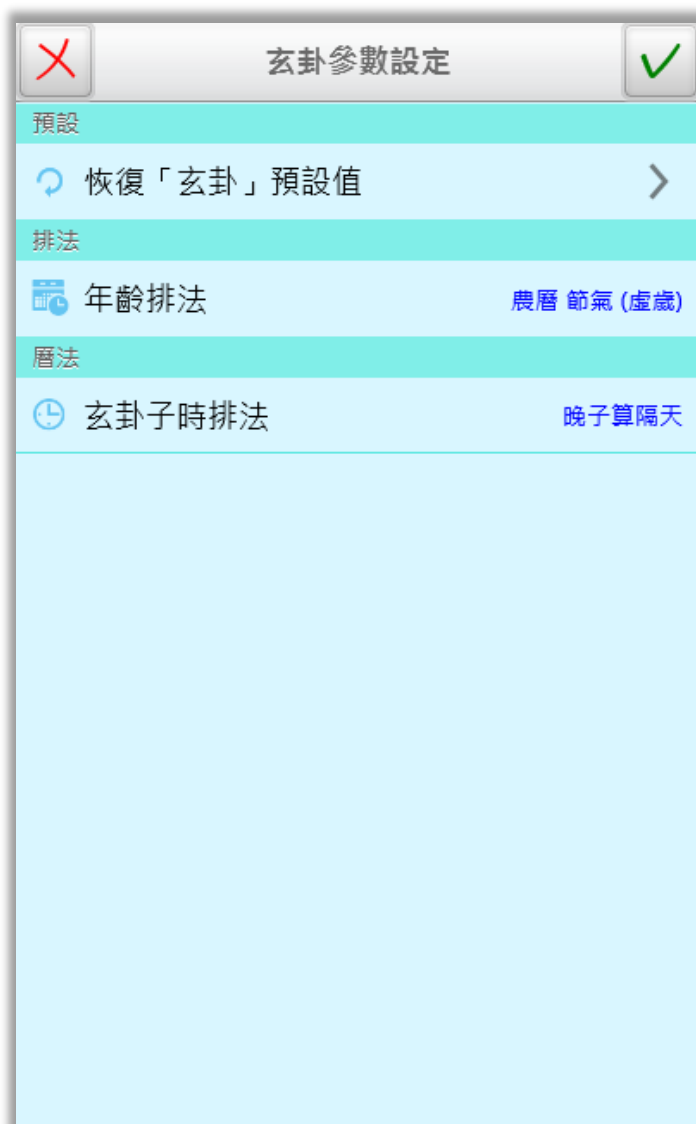 玄卦參數設定
預設
恢復「玄卦」預設值
排法
年齡排法 農曆 節氣 (虛歲)
曆法
玄卦子時排法 晚子算隔天